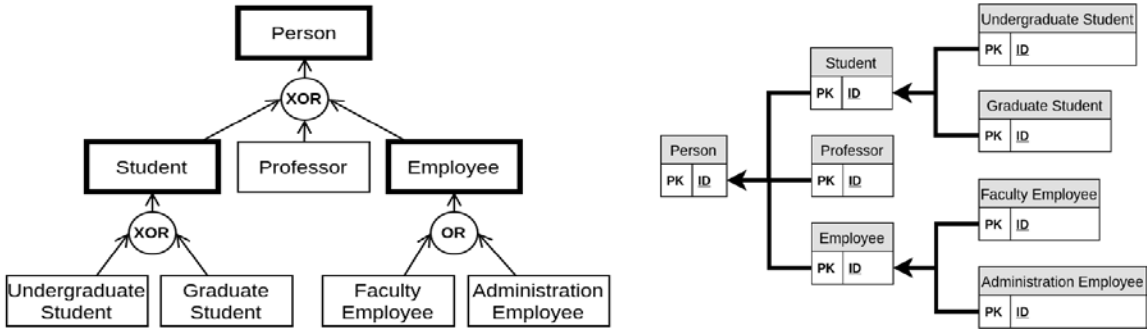 Person
XOR
Student
Professor
Employee
XOR
OR
Undergraduate
Student
Graduate
Student
Faculty
Employee
Administration
Employee
Undergraduate Student
PK ID
Student
PK ID
Graduate Student
PK ID
Person
PK ID
Professor
PK ID
Faculty Employee
PK ID
Employee
PK ID
Administration Employee
PK ID